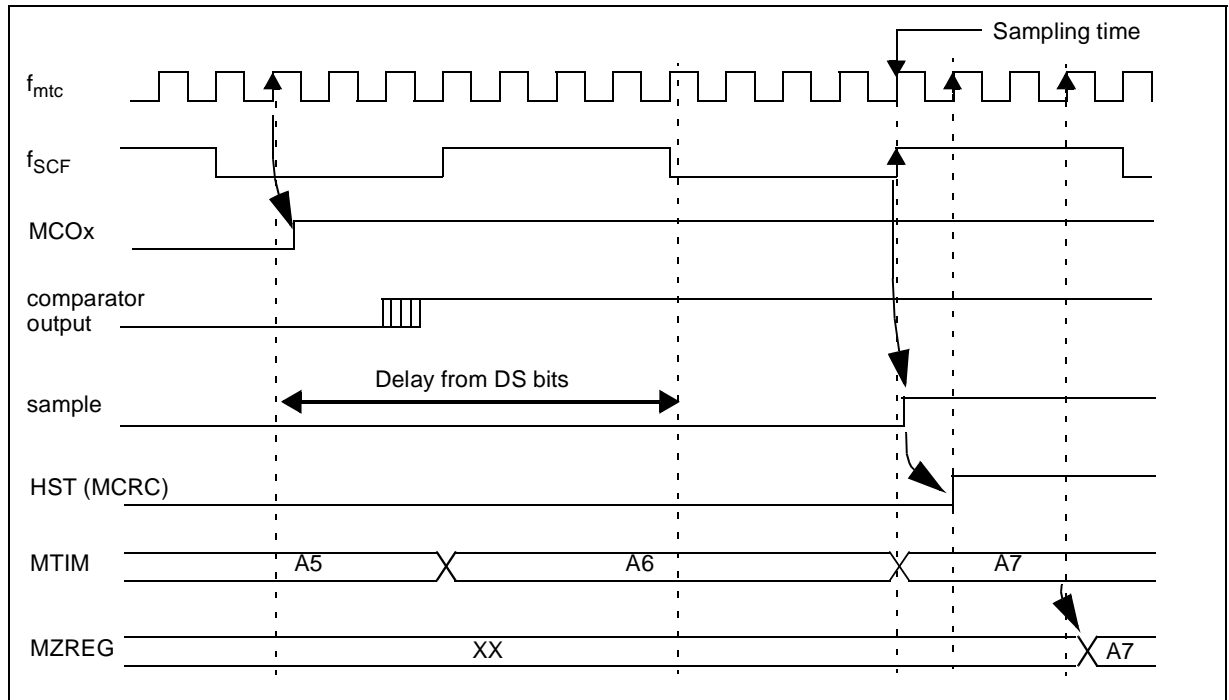 Sampling time
fmtc
fSCF
MCOx
comparator
output
Delay from DS bits
sample
HST (MCRC)
MTIM
A5
A6
A7
MZREG
XX
A7